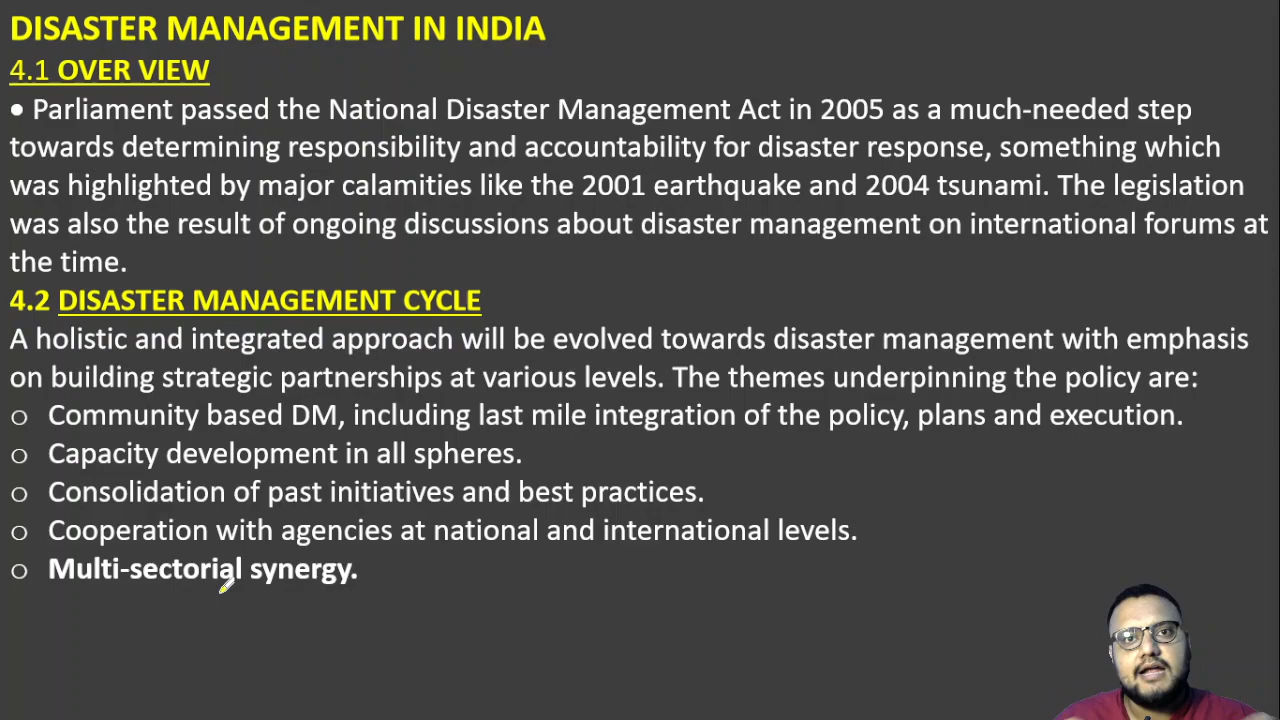 DISASTER MANAGEMENT IN INDIA
4.1 OVER VIEW
• Parliament passed the National Disaster Management Act in 2005 as a much-needed step
towards determining responsibility and accountability for disaster response, something which
was highlighted by major calamities like the 2001 earthquake and 2004 tsunami. The legislation
was also the result of ongoing discussions about disaster management on international forums at
the time.
4.2 DISASTER MANAGEMENT CYCLE
A holistic and integrated approach will be evolved towards disaster management with emphasis
on building strategic partnerships at various levels. The themes underpinning the policy are:
o Community based DM, including last mile integration of the policy, plans and execution.
o Capacity development in all spheres.
o Consolidation of past initiatives and best practices.
o Cooperation with agencies at national and international levels.
o Multi-sectorial synergy.